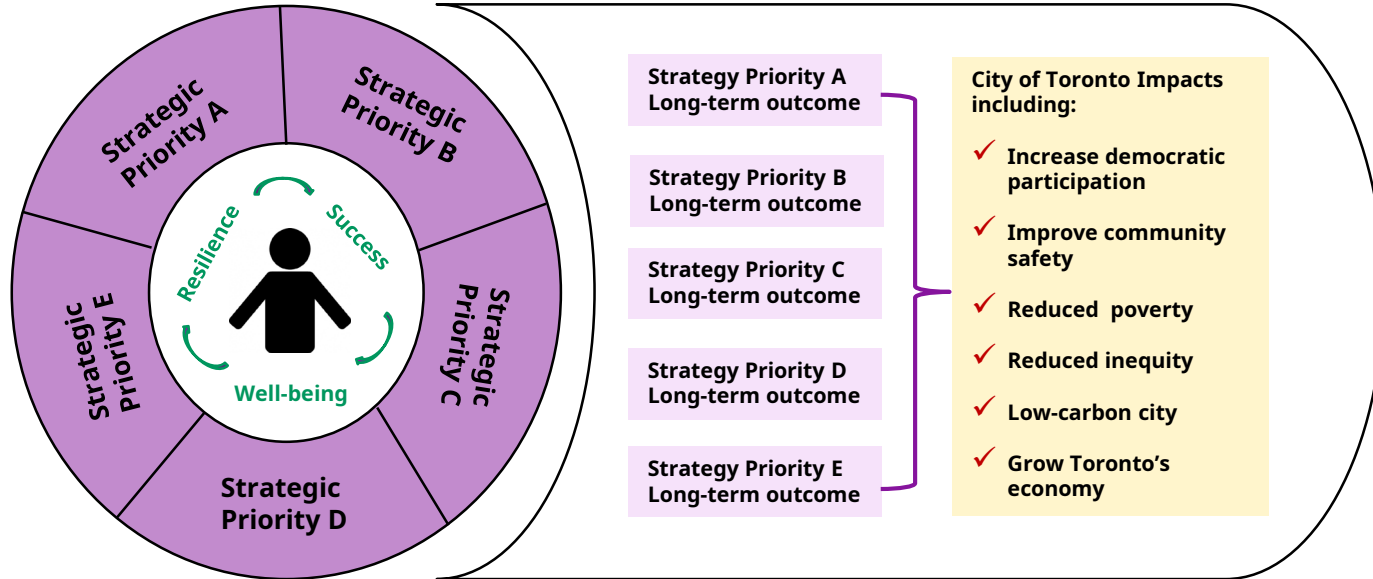 Strategic
Priority A
Strategic
Priority B
Strategic
Priority C
Strategic
Priority D
Strategic
Priority E
Resilience
Success
Well-being
Strategy Priority A
Long-term outcome
Strategy Priority B
Long-term outcome
Strategy Priority C
Long-term outcome
Strategy Priority D
Long-term outcome
Strategy Priority E
Long-term outcome
City of Toronto Impacts
including:
Increase democratic
participation
Improve community
safety
Reduced  poverty
Reduced inequity
Low-carbon city
Grow Toronto’s
economy